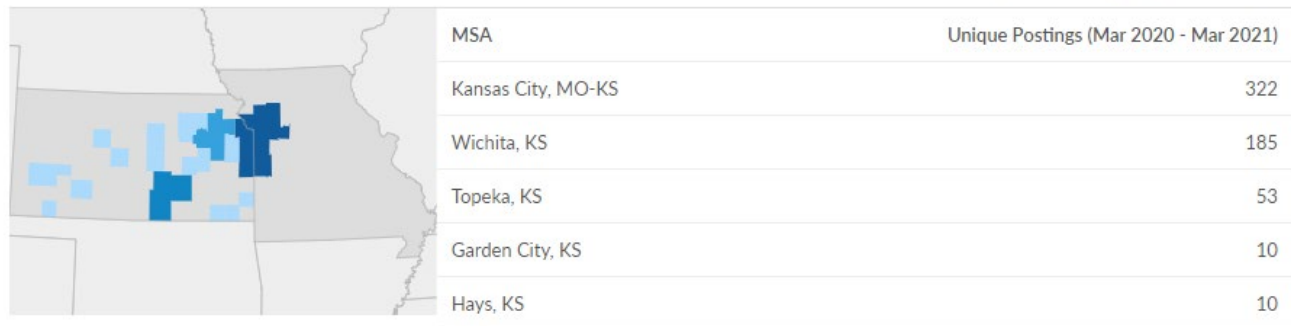 MSA Unique Postings (Mar 2020 - Mar 2021)
Kansas City, MO-KS 322
Wichita, KS 185
Topeka, KS 53
Garden City, KS 10
Hays, KS 10